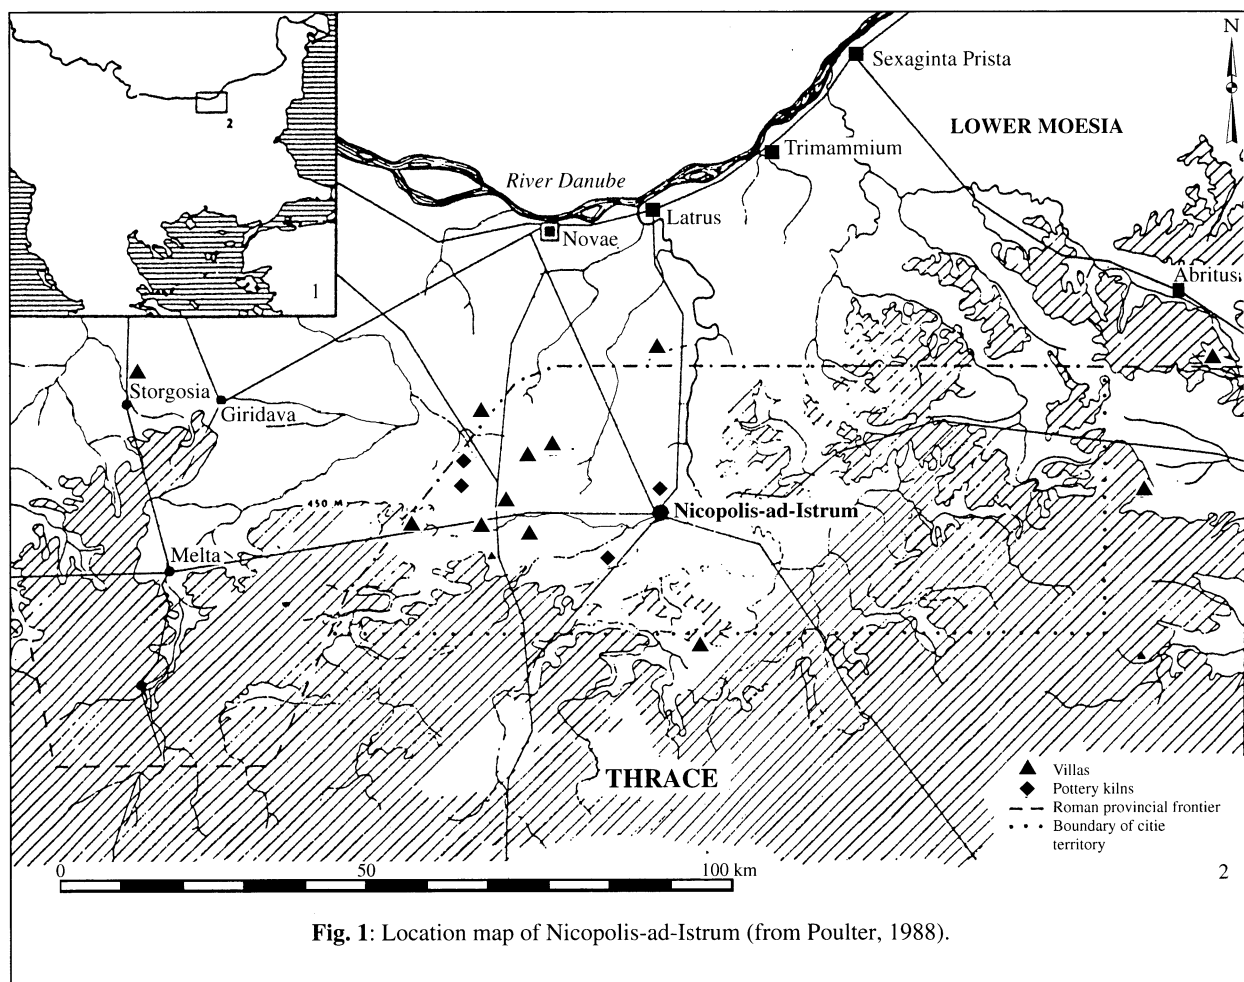 N
Sexaginta Prista
LOWER MOESIA
2
Trimammium
River Danube
Latrus
Novae
1
Abritus
Storgosia
Giridava
450 M
Nicopolis-ad-Istrum
Melta
THRACE
Villas
Pottery kilns
Roman provincial frontier
Boundary of citie
territory
0 50 100 km
2
Fig. 1: Location map of Nicopolis-ad-Istrum (from Poulter, 1988).